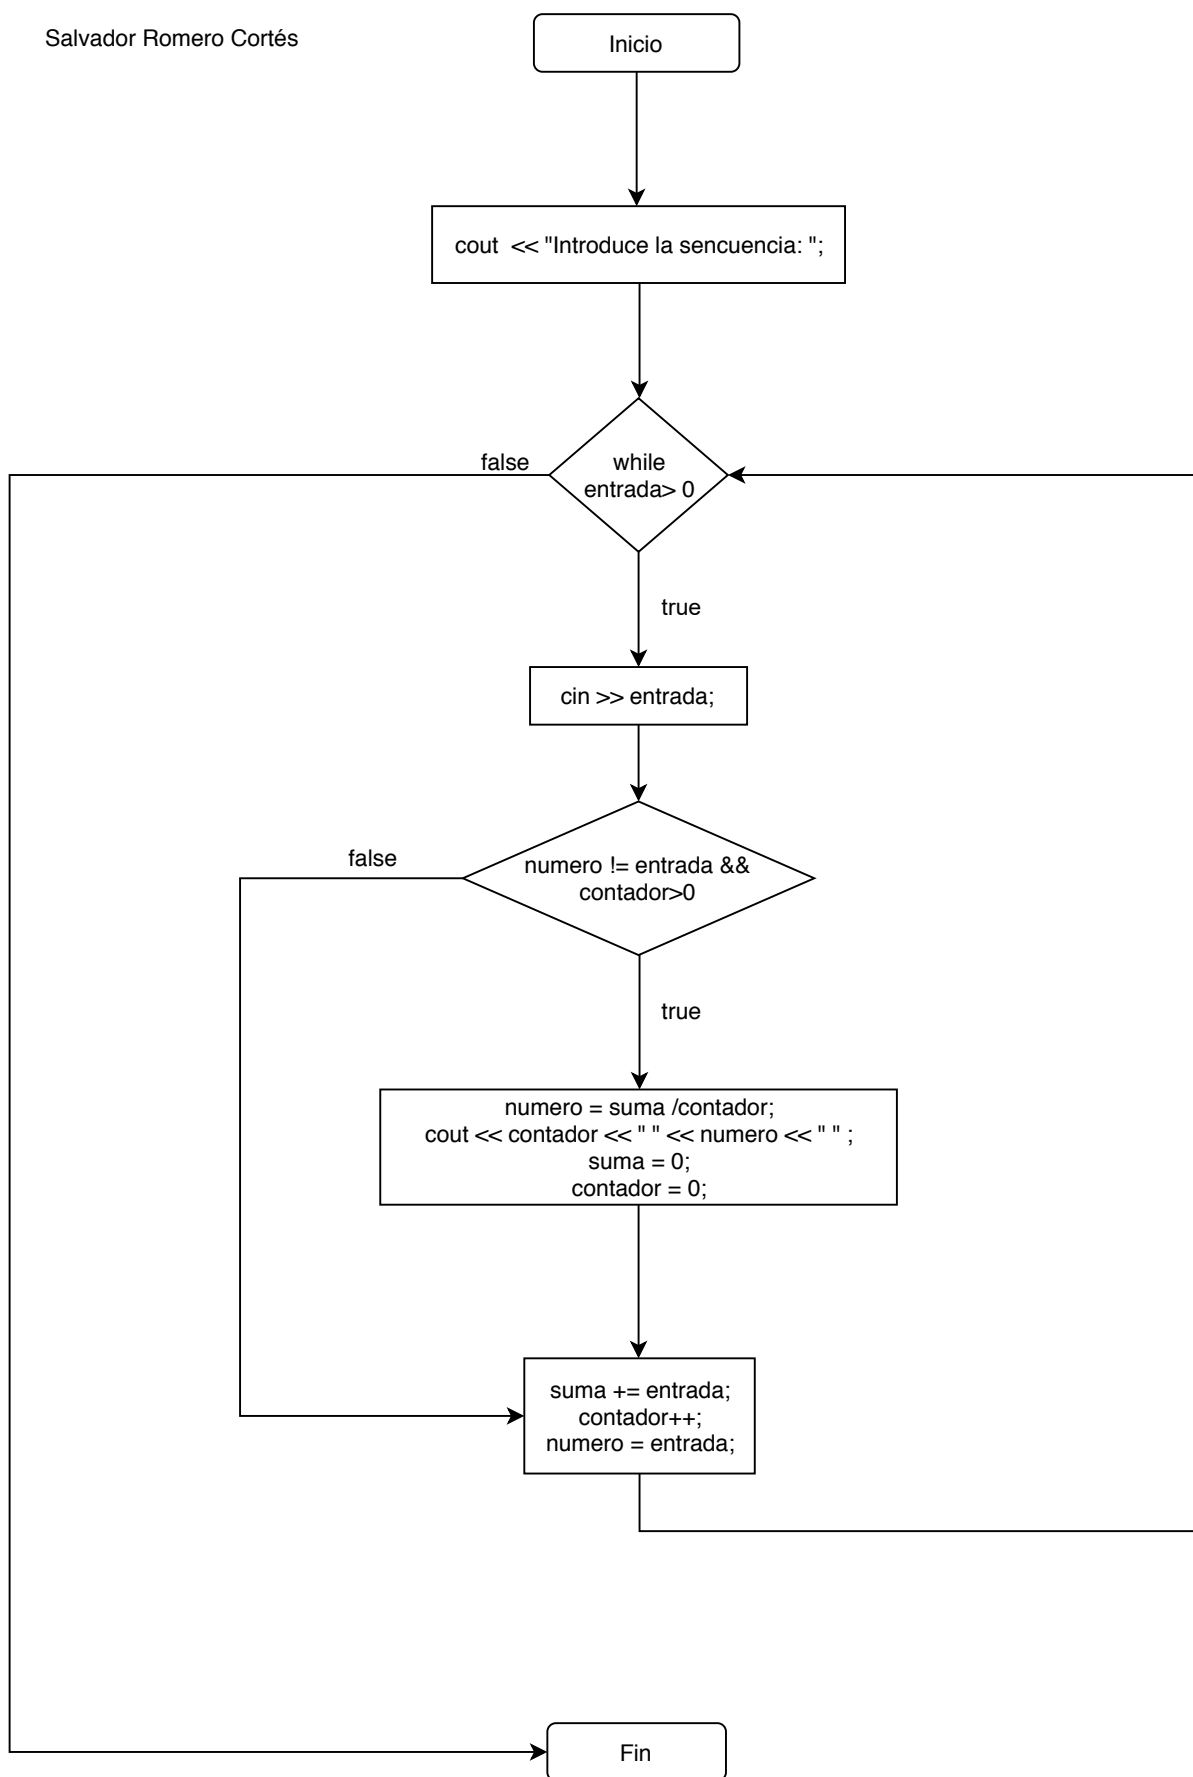 Salvador Romero Cortés
Inicio
cout  << "Introduce la sencuencia: ";
false
while
entrada> 0
true
cin >> entrada;
false
numero != entrada &&
contador>0
true
numero = suma /contador;
cout << contador << " " << numero << " " ;
suma = 0;
contador = 0;
suma += entrada;
contador++;
numero = entrada;
Fin